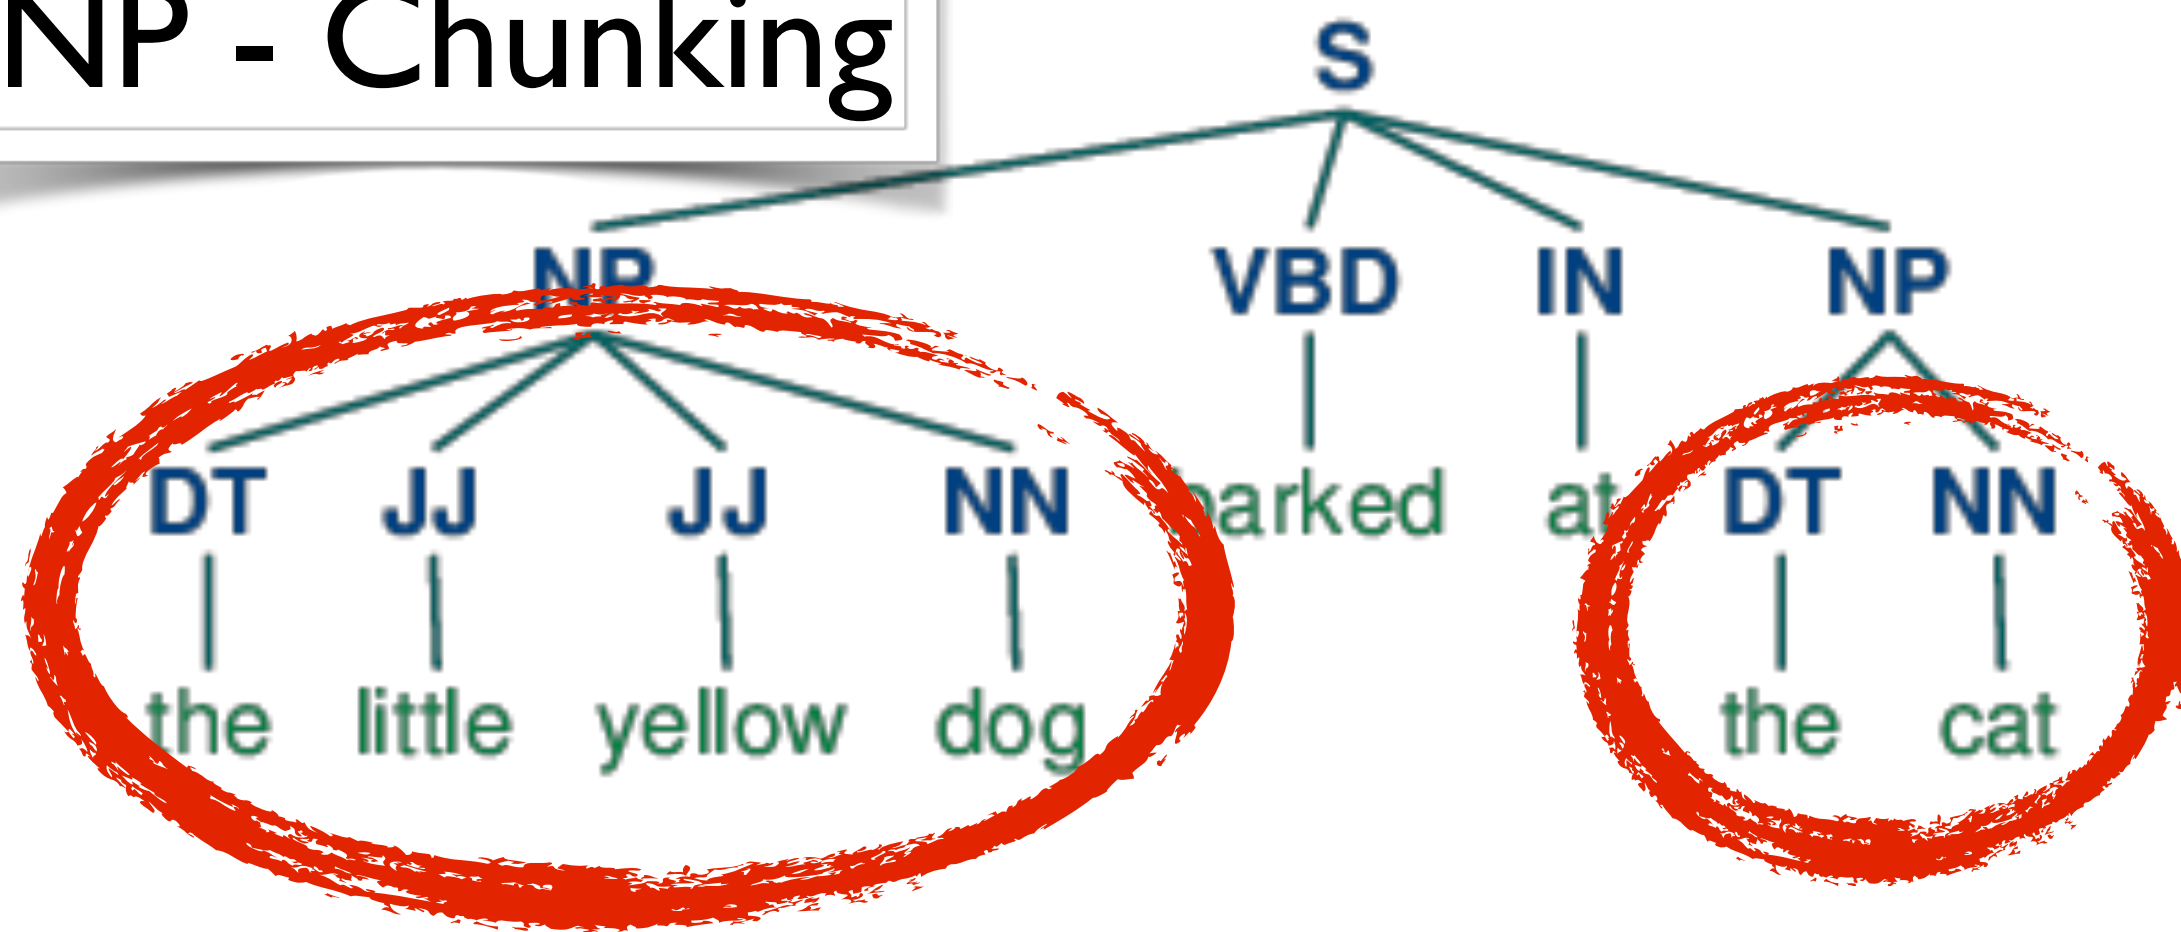 NP - Chunking
S
NP VBD IN NP
DT JJ JJ NN barked at DT NN
the little yellow dog the cat